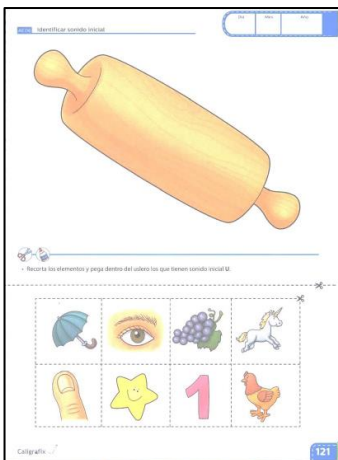 Día Mes Año
Identificar sonido inicial
• Recorta los elementos y pega dentro del uslero los que tienen sonido inicial U.
1
Caligrafix
121